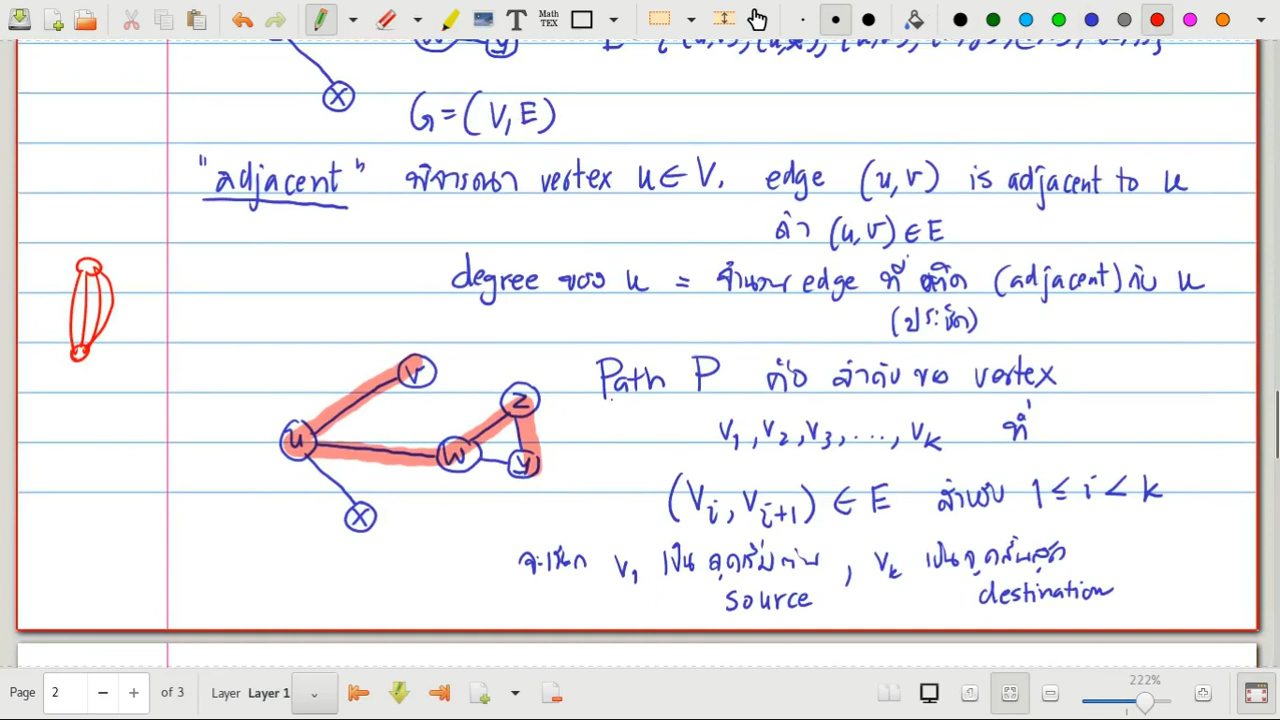 Math TEX
G = (V, E)
"adjacent" พิจารณา vertex u ∈ V. edge (u, v) is adjacent to u
ถ้า (u, v) ∈ E
degree ของ u = จำนวน edge ที่ ติด (adjacent) กับ u
(ประชิด)
Path P คือ ลำดับของ vertex
v₁, v₂, v₃, ..., vₖ ที่
(Vᵢ, Vᵢ₊₁) ∈ E สำหรับ 1 ≤ i < k
จะเรียก v₁ เป็นจุดเริ่มต้น, vₖ เป็นจุดสิ้นสุด
source destination
x
v
z
u
w
y
x
Page 2 of 3 Layer Layer 1 222%